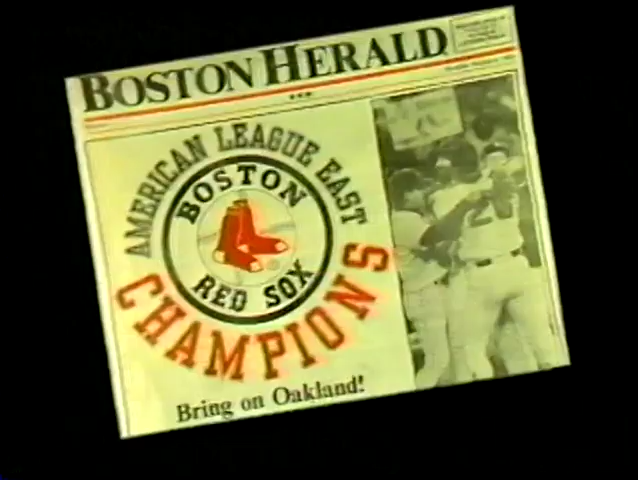 BOSTON HERALD
AMERICAN LEAGUE EAST
BOSTON
RED SOX
CHAMPIONS
Bring on Oakland!